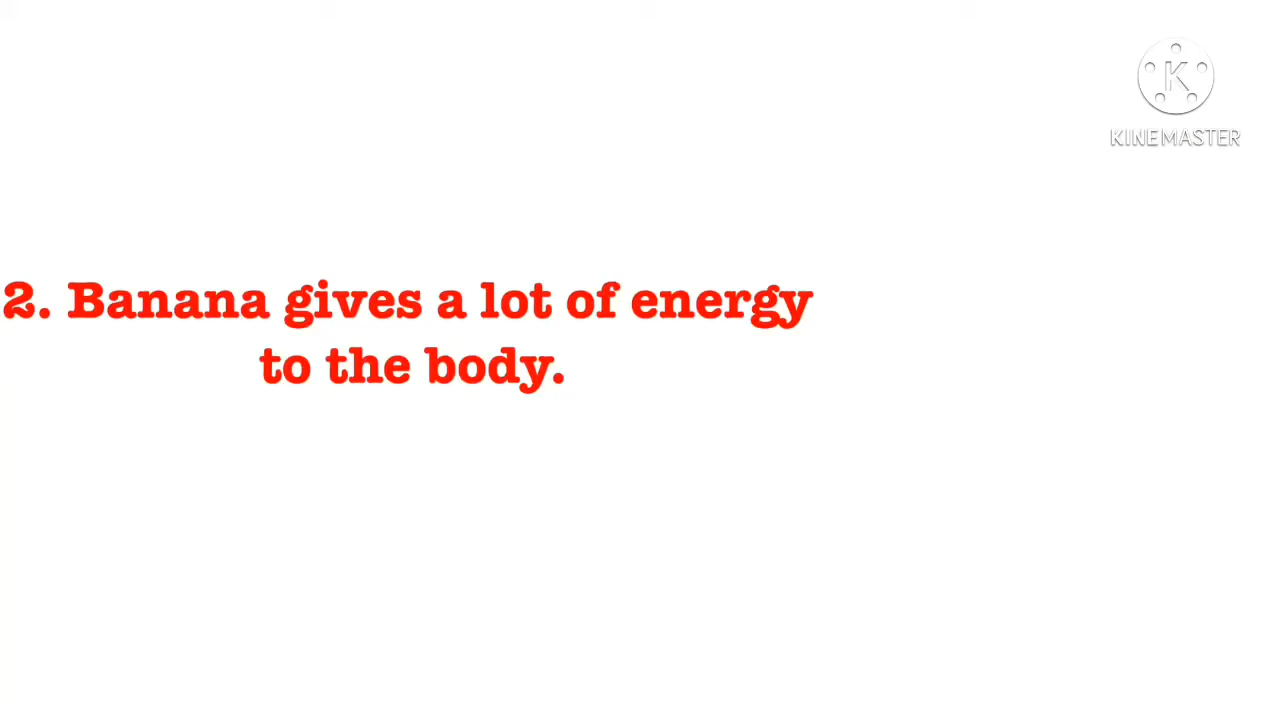 K
KINEMASTER
2. Banana gives a lot of energy
to the body.